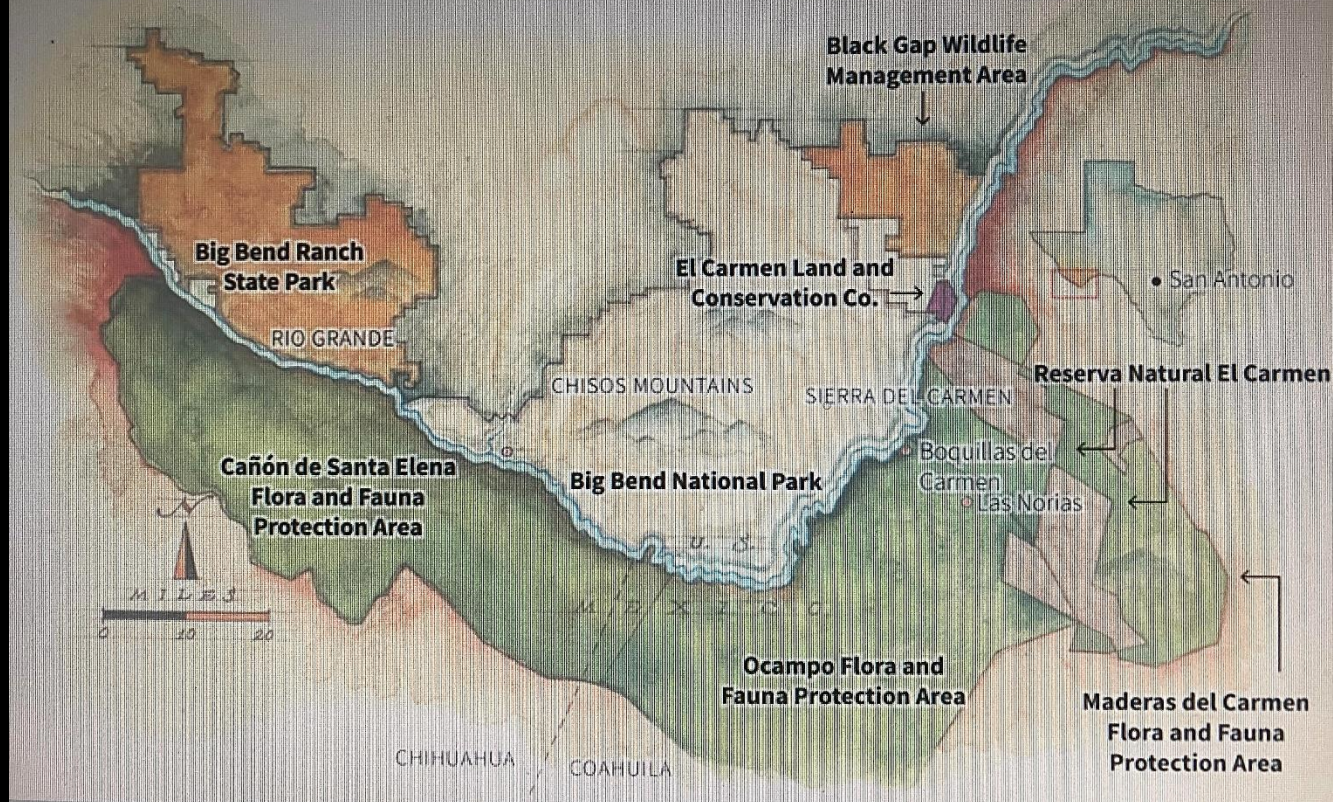 Black Gap Wildlife
Management Area
Big Bend Ranch
State Park
El Carmen Land and
Conservation Co.
San Antonio
RIO GRANDE
CHISOS MOUNTAINS
SIERRA DEL CARMEN
Reserva Natural El Carmen
Cañón de Santa Elena
Flora and Fauna
Protection Area
Big Bend National Park
Boquillas del
Carmen
Las Norias
N
MILES
0 10 20
U. S.
MEXICO
Ocampo Flora and
Fauna Protection Area
Maderas del Carmen
Flora and Fauna
Protection Area
CHIHUAHUA
COAHUILA